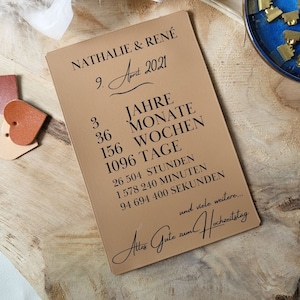 NATHALIE & RENÉ
9. April 2021
3 JAHRE
36 MONATE
156 WOCHEN
1096 TAGE
26 504 STUNDEN
1 578 240 MINUTEN
94 694 400 SEKUNDEN
und viele weitere...
Alles Gute zum Hochzeitstag